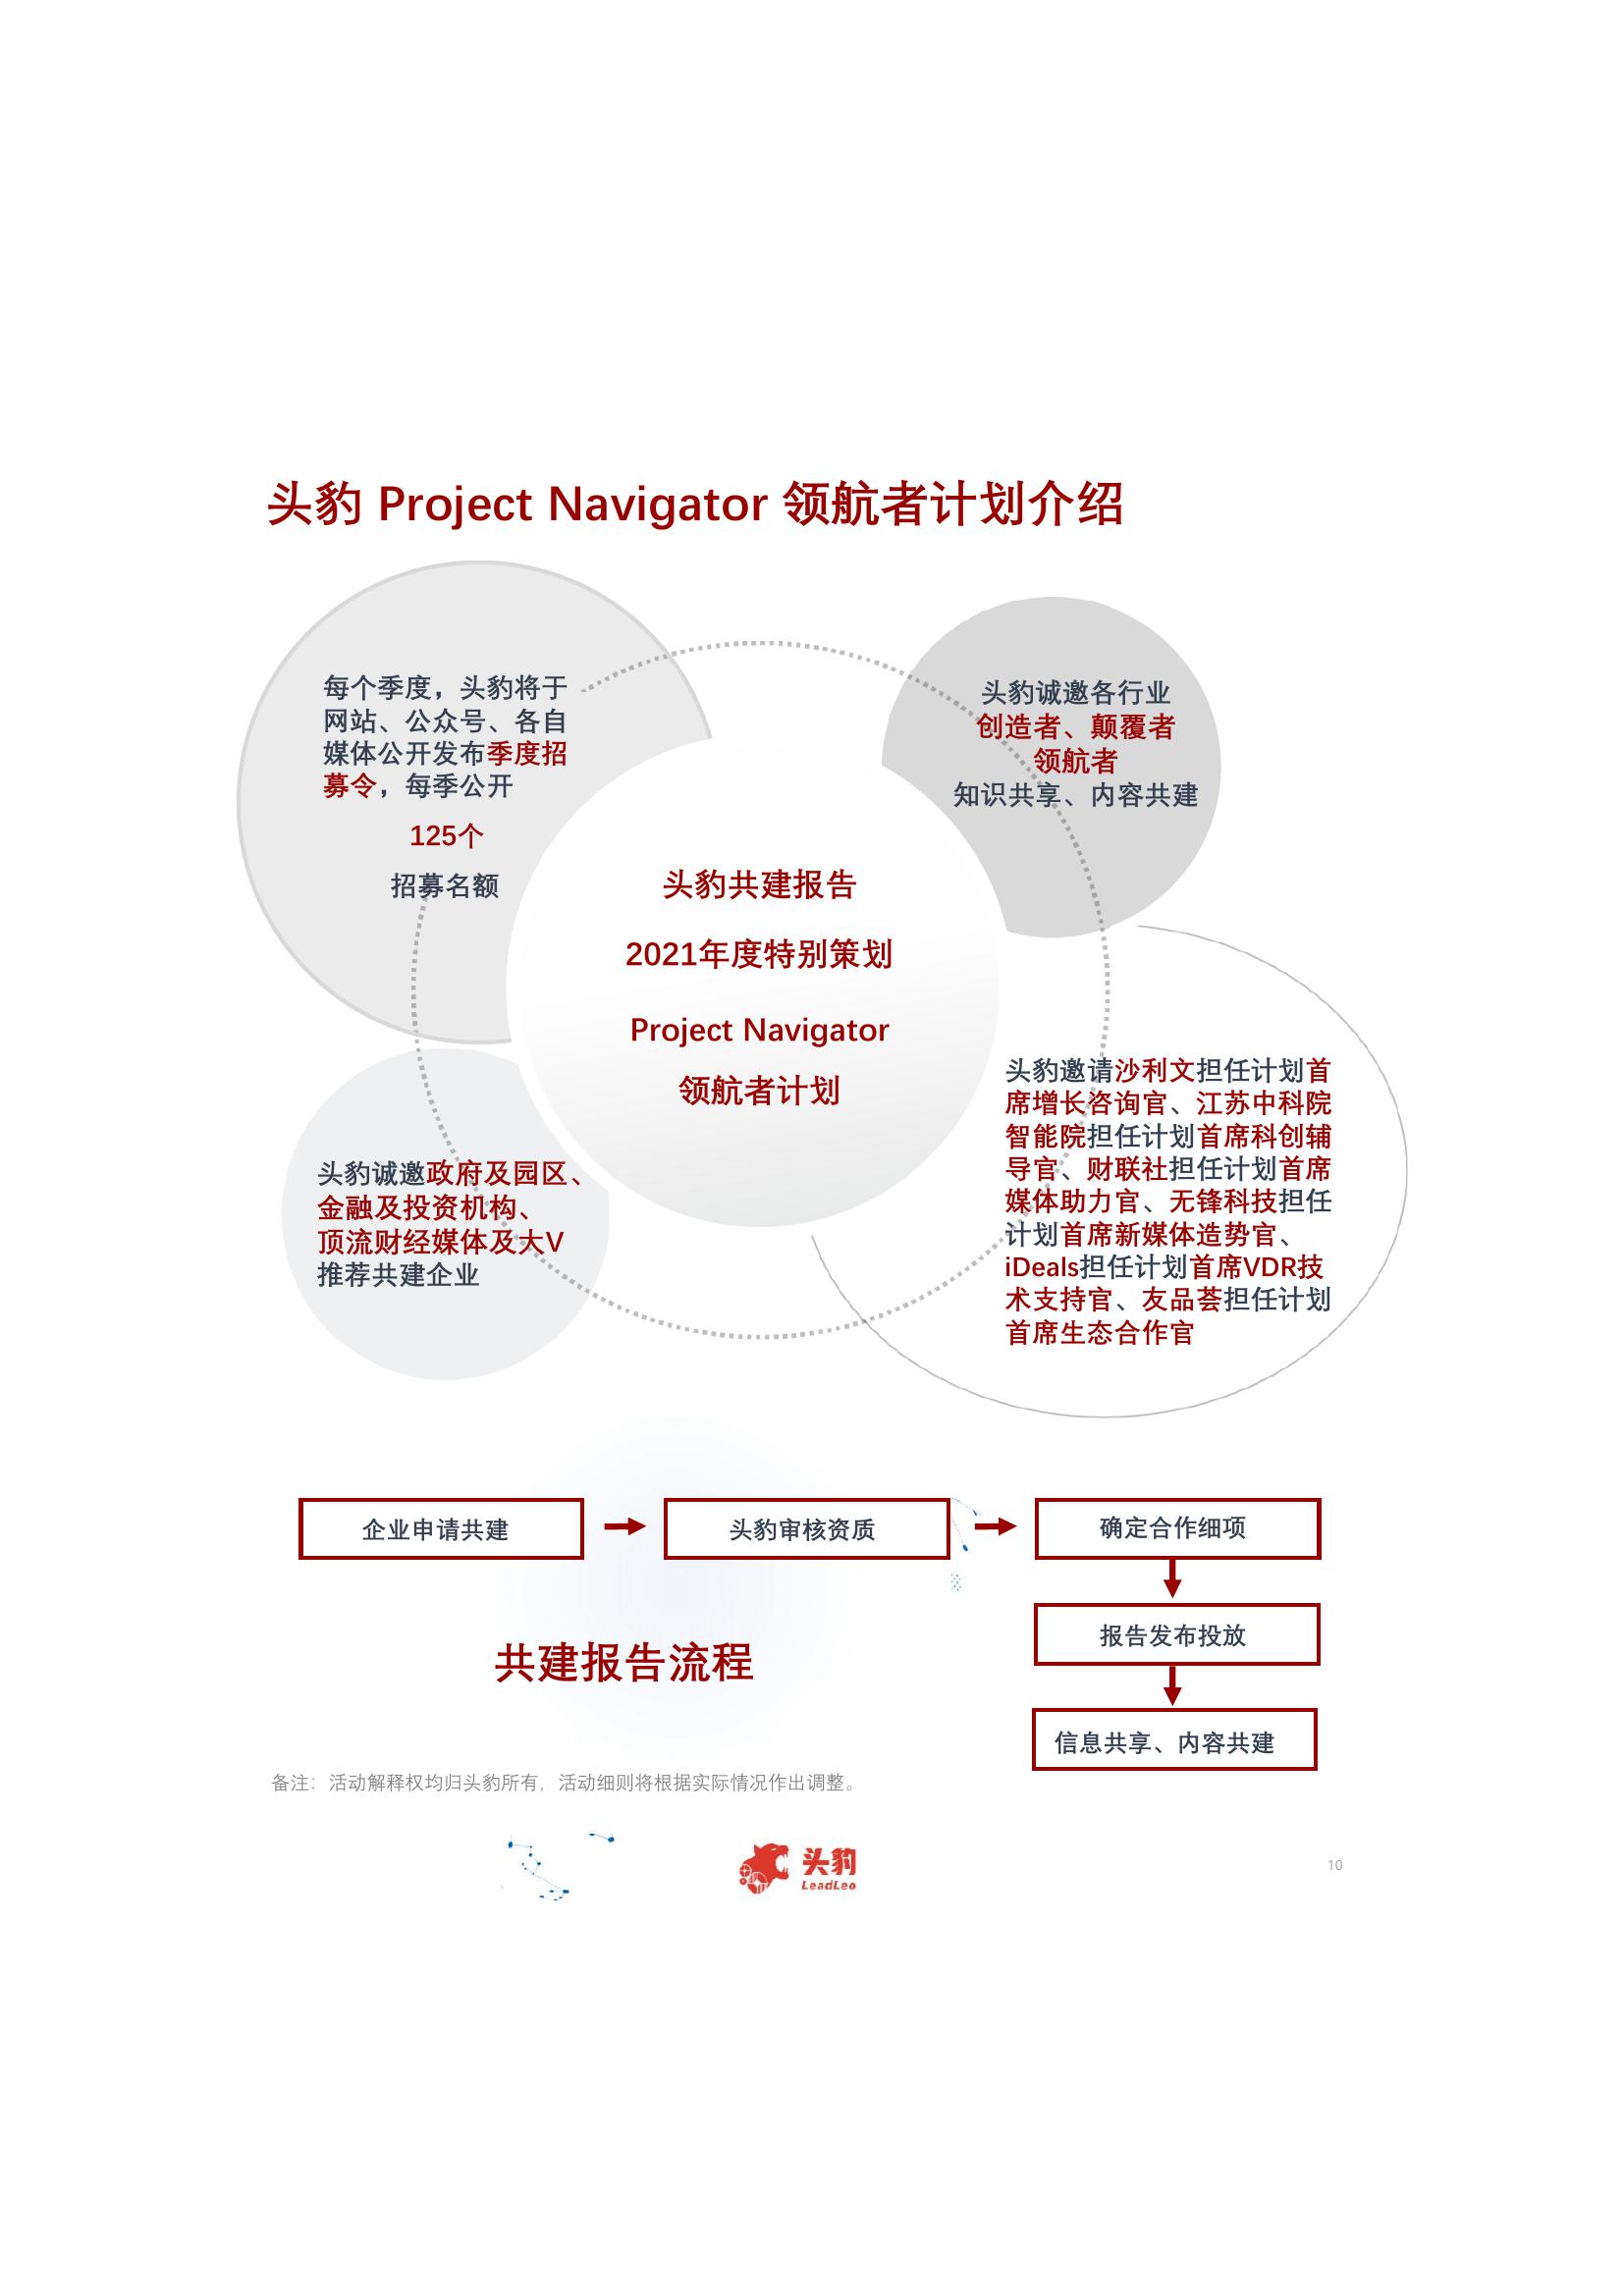 头豹 Project Navigator 领航者计划介绍
每个季度，头豹将于
网站、公众号、各自
媒体公开发布季度招
募令，每季公开
125个
招募名额
头豹诚邀各行业
创造者、颠覆者
领航者
知识共享、内容共建
头豹共建报告
2021年度特别策划
Project Navigator
领航者计划
头豹诚邀政府及园区、
金融及投资机构、
顶流财经媒体及大V
推荐共建企业
头豹邀请沙利文担任计划首
席增长咨询官、江苏中科院
智能院担任计划首席科创辅
导官、财联社担任计划首席
媒体助力官、无锋科技担任
计划首席新媒体造势官、
iDeals担任计划首席VDR技
术支持官、友品荟担任计划
首席生态合作官
企业申请共建
头豹审核资质
确定合作细项
报告发布投放
信息共享、内容共建
共建报告流程
备注：活动解释权均归头豹所有，活动细则将根据实际情况作出调整。
头豹
LeadLeo
10